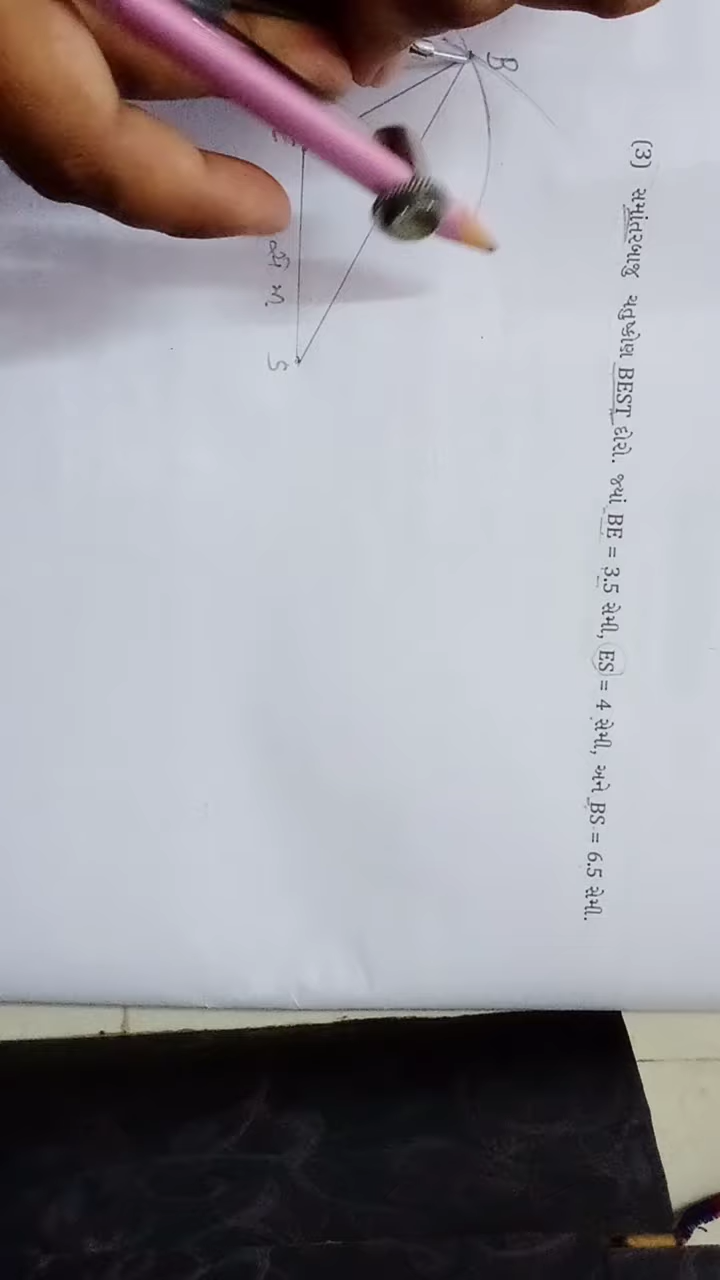 (3) સમાંતરબાજુ ચતુષ્કોણ BEST દોરો. જ્યાં BE = 3.5 સેમી, ES = 4 સેમી, અને BS = 6.5 સેમી.
B
સે મી.
S